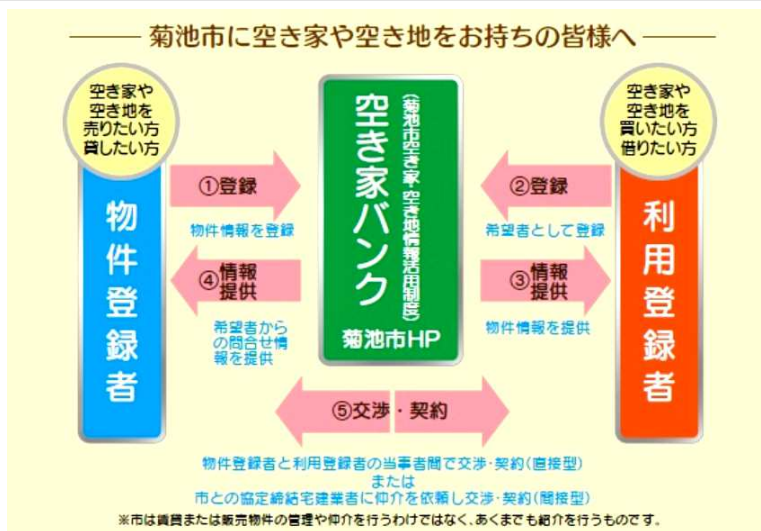 菊池市に空き家や空き地をお持ちの皆様へ
空き家や
空き地を
売りたい方
貸したい方
物件登録者
①登録
物件情報を登録
④情報
提供
希望者から
の問合せ情
報を提供
空き家バンク
(菊池市空き家・空き地情報活用制度)
菊池市HP
②登録
希望者として登録
③情報
提供
物件情報を提供
空き家や
空き地を
買いたい方
借りたい方
利用登録者
⑤交渉・契約
物件登録者と利用登録者の当事者間で交渉・契約(直接型)
または
市との協定締結宅建業者に仲介を依頼し交渉・契約(間接型)
※市は賃貸または販売物件の管理や仲介を行うわけではなく、あくまでも紹介を行うものです。